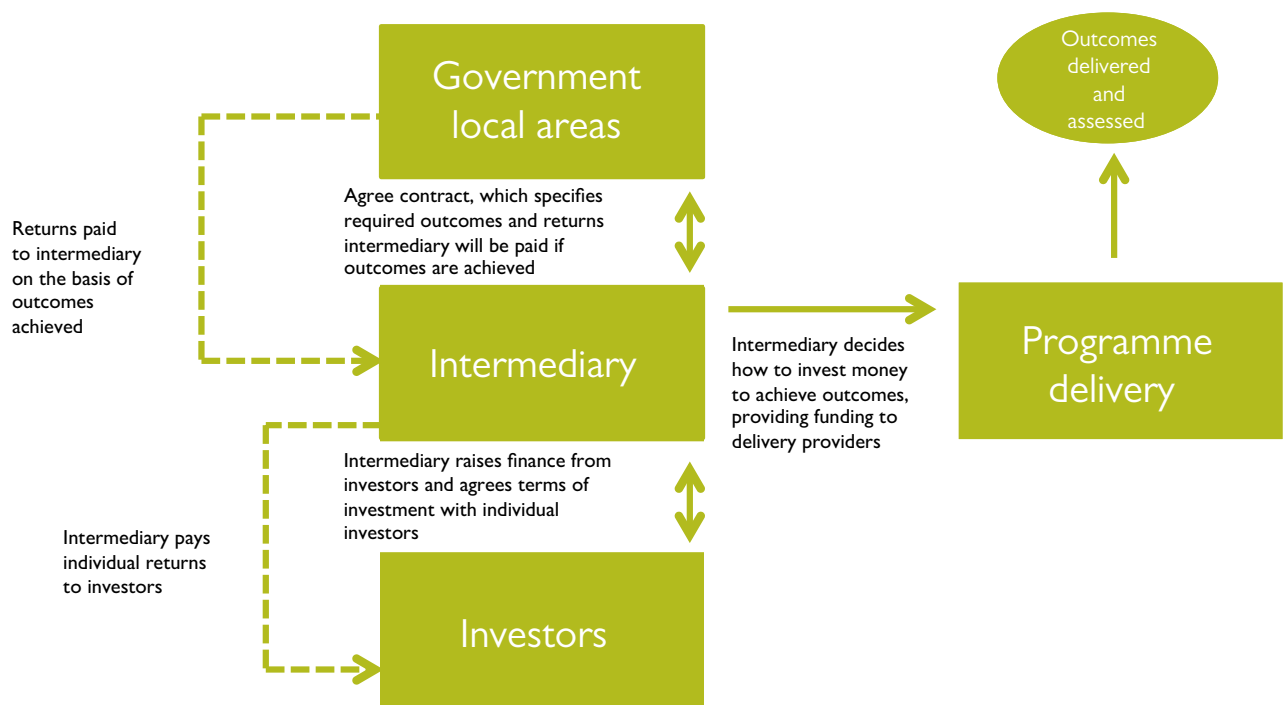 Government
local areas
Outcomes
delivered
and
assessed
Agree contract, which specifies
required outcomes and returns
intermediary will be paid if
outcomes are achieved
Returns paid
to intermediary
on the basis of
outcomes
achieved
Intermediary
Intermediary decides
how to invest money
to achieve outcomes,
providing funding to
delivery providers
Programme
delivery
Intermediary raises finance from
investors and agrees terms of
investment with individual
investors
Intermediary pays
individual returns
to investors
Investors